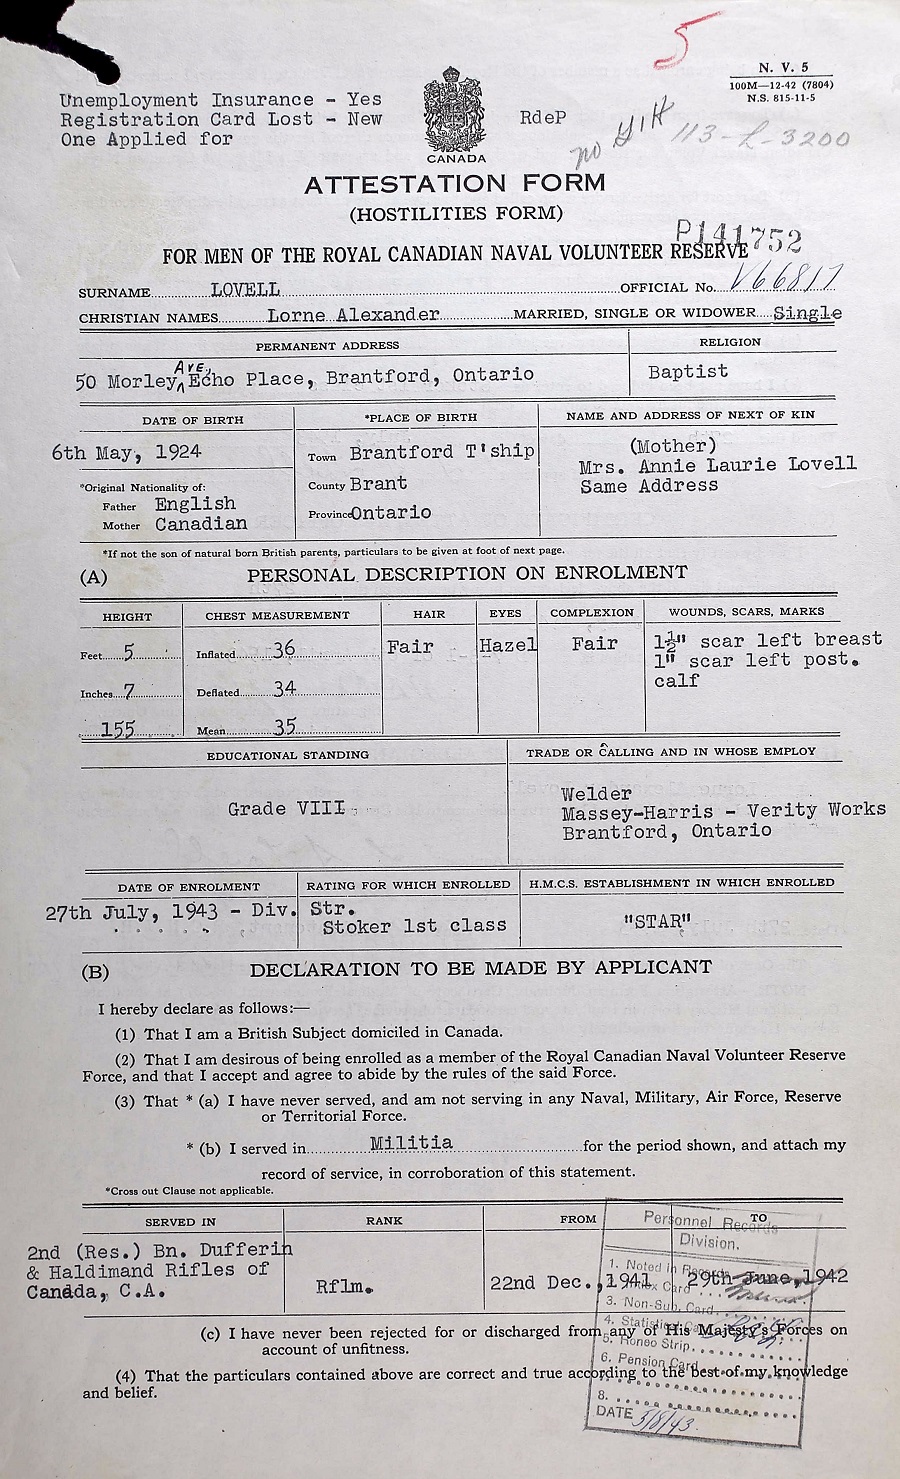 5
N. V. 5
100M—12-42 (7804)
N.S. 815-11-5
Unemployment Insurance - Yes
Registration Card Lost - New
One Applied for
RdeP
no
113-L-3200
CANADA
ATTESTATION FORM
(HOSTILITIES FORM)
P141752
FOR MEN OF THE ROYAL CANADIAN NAVAL VOLUNTEER RESERVE
SURNAME LOVELL OFFICIAL No. V66817
CHRISTIAN NAMES Lorne Alexander MARRIED, SINGLE OR WIDOWER Single
PERMANENT ADDRESS RELIGION
50 Morley Ave, Echo Place, Brantford, Ontario Baptist
DATE OF BIRTH *PLACE OF BIRTH NAME AND ADDRESS OF NEXT OF KIN
6th May, 1924 Town Brantford T'ship (Mother)
Mrs. Annie Laurie Lovell
*Original Nationality of: County Brant Same Address
Father English
Mother Canadian Province Ontario
*If not the son of natural born British parents, particulars to be given at foot of next page.
(A) PERSONAL DESCRIPTION ON ENROLMENT
HEIGHT CHEST MEASUREMENT HAIR EYES COMPLEXION WOUNDS, SCARS, MARKS
Feet 5 Inflated 36 Fair Hazel Fair 1½" scar left breast
1" scar left post.
Inches 7 Deflated 34 calf
155 Mean 35
EDUCATIONAL STANDING TRADE OR CALLING AND IN WHOSE EMPLOY
Grade VIII Welder
Massey-Harris - Verity Works
Brantford, Ontario
DATE OF ENROLMENT RATING FOR WHICH ENROLLED H.M.C.S. ESTABLISHMENT IN WHICH ENROLLED
27th July, 1943 - Div. Str.
Stoker 1st class "STAR"
(B) DECLARATION TO BE MADE BY APPLICANT
I hereby declare as follows:—
(1) That I am a British Subject domiciled in Canada.
(2) That I am desirous of being enrolled as a member of the Royal Canadian Naval Volunteer Reserve
Force, and that I accept and agree to abide by the rules of the said Force.
(3) That * (a) I have never served, and am not serving in any Naval, Military, Air Force, Reserve
or Territorial Force.
* (b) I served in Militia for the period shown, and attach my
record of service, in corroboration of this statement.
*Cross out Clause not applicable.
SERVED IN RANK FROM TO
2nd (Res.) Bn. Dufferin
& Haldimand Rifles of
Canada, C.A. Rflm. 22nd Dec., 1941 29th June, 1942
(c) I have never been rejected for or discharged from any of His Majesty's Forces on
account of unfitness.
(4) That the particulars contained above are correct and true according to the best of my knowledge
and belief.
Personnel Records
Division.
1. Noted in Records
Card
3. Non-Sub. Card
4. Statistical Ca
5. Roneo Strip
6. Pension Card
8.
DATE 3/8/43